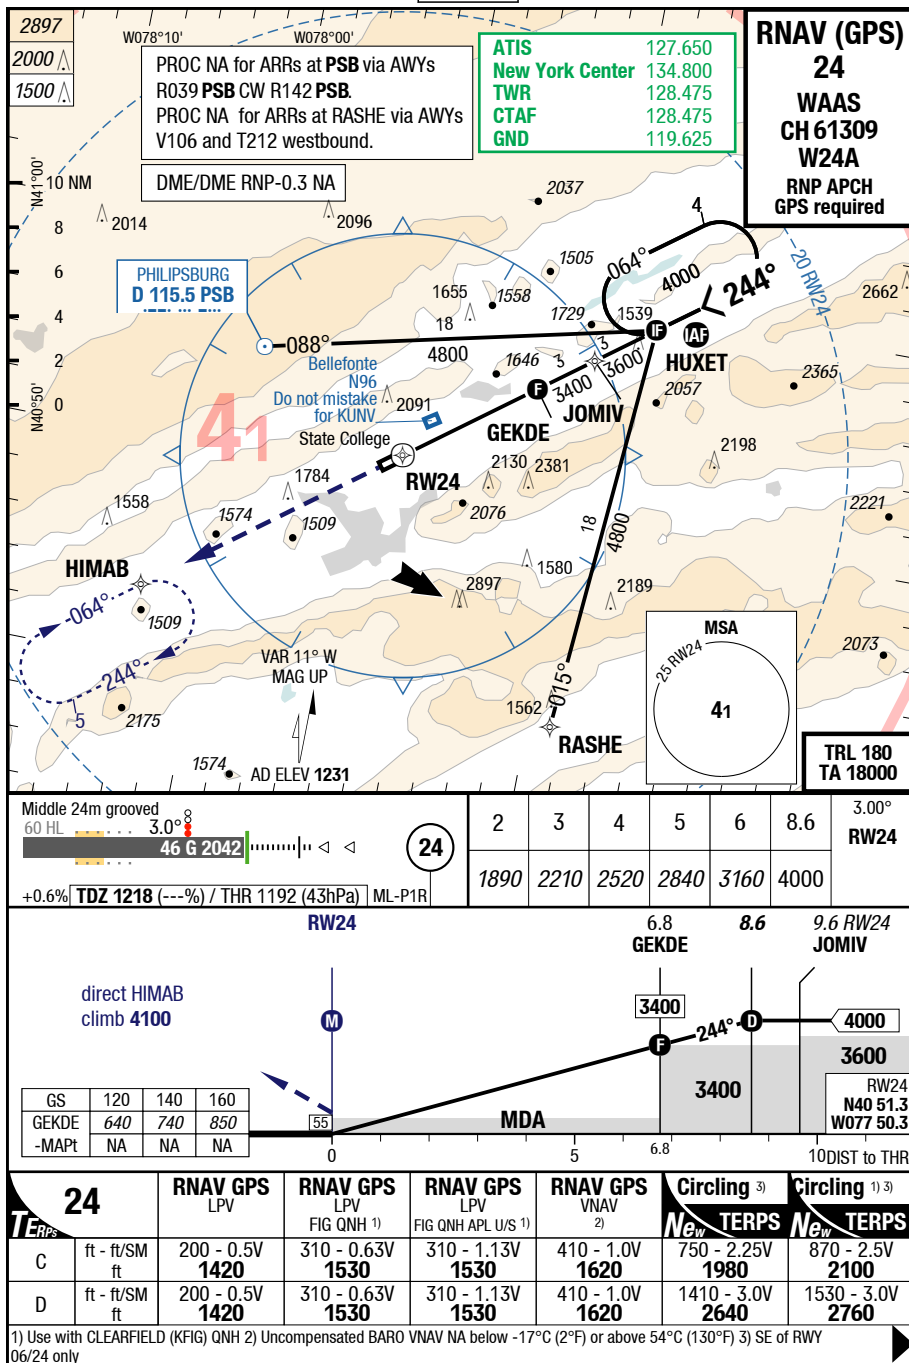 2897
2000
1500
W078°10'
W078°00'
PROC NA for ARRs at PSB via AWYs
R039 PSB CW R142 PSB.
PROC NA for ARRs at RASHE via AWYs
V106 and T212 westbound.
DME/DME RNP-0.3 NA
ATIS 127.650
New York Center 134.800
TWR 128.475
CTAF 128.475
GND 119.625
RNAV (GPS)
24
WAAS
CH 61309
W24A
RNP APCH
GPS required
N41°00'
N40°50'
10 NM
8
6
4
2
0
2014
2096
2037
4
1505
064°
4000
244°
20 RW24
2662
PHILIPSBURG
D 115.5 PSB
1655
1558
1729
1539
18
088°
4800
IF
IAF
HUXET
3
3600
3
3400
1646
Bellefonte
N96
Do not mistake
for KUNV
2091
F
GEKDE
JOMIV
2057
2365
41
State College
RW24
2130
2381
2198
1784
1558
1574
1509
2076
2221
18
4800
HIMAB
1580
2897
2189
064°
1509
244°
5
2175
VAR 11° W
MAG UP
1562
015°
RASHE
MSA
25 RW24
41
2073
1574
AD ELEV 1231
TRL 180
TA 18000
Middle 24m grooved
60 HL
3.0°
46 G 2042
+0.6%
TDZ 1218 (---%) / THR 1192 (43hPa)
ML-P1R
24
2 3 4 5 6 8.6
1890 2210 2520 2840 3160 4000
3.00°
RW24
RW24
6.8
GEKDE
8.6
9.6 RW24
JOMIV
direct HIMAB
climb 4100
M
3400
F
244°
D
4000
3600
3400
MDA
55
RW24
N40 51.3
W077 50.3
GS 120 140 160
GEKDE 640 740 850
-MAPt NA NA NA
0
5
6.8
10
DIST to THR
TERPs
24
RNAV GPS
LPV
RNAV GPS
LPV
FIG QNH 1)
RNAV GPS
LPV
FIG QNH APL U/S 1)
RNAV GPS
VNAV
2)
Circling 3)
New TERPS
Circling 1) 3)
New TERPS
C ft - ft/SM 200 - 0.5V 310 - 0.63V 310 - 1.13V 410 - 1.0V 750 - 2.25V 870 - 2.5V
ft 1420 1530 1530 1620 1980 2100
D ft - ft/SM 200 - 0.5V 310 - 0.63V 310 - 1.13V 410 - 1.0V 1410 - 3.0V 1530 - 3.0V
ft 1420 1530 1530 1620 2640 2760
1) Use with CLEARFIELD (KFIG) QNH 2) Uncompensated BARO VNAV NA below -17°C (2°F) or above 54°C (130°F) 3) SE of RWY
06/24 only